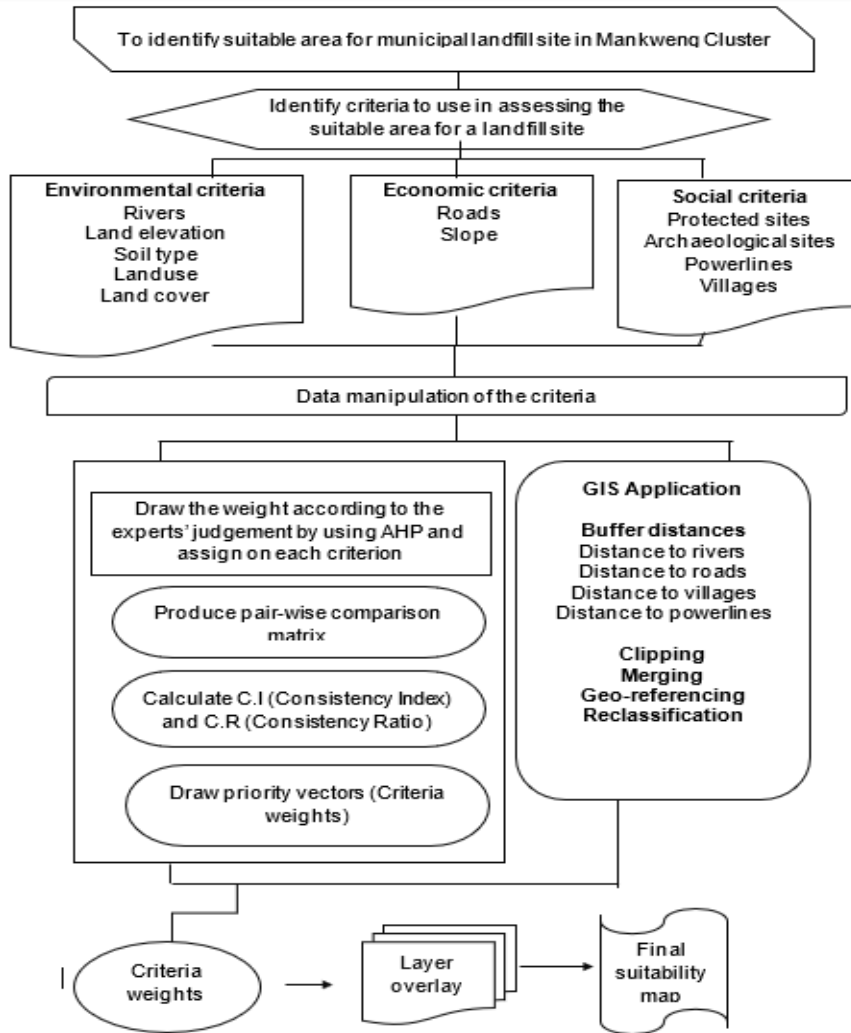 To identify suitable area for municipal landfill site in Mankweng Cluster
Identify criteria to use in assessing the
suitable area for a landfill site
Environmental criteria
Rivers
Land elevation
Soil type
Landuse
Land cover
Economic criteria
Roads
Slope
Social criteria
Protected sites
Archaeological sites
Powerlines
Villages
Data manipulation of the criteria
Draw the weight according to the
experts' judgement by using AHP and
assign on each criterion
Produce pair-wise comparison
matrix
Calculate C.I (Consistency Index)
and C.R (Consistency Ratio)
Draw priority vectors (Criteria
weights)
GIS Application
Buffer distances
Distance to rivers
Distance to roads
Distance to villages
Distance to powerlines
Clipping
Merging
Geo-referencing
Reclassification
Criteria
weights
Layer
overlay
Final
suitability
map